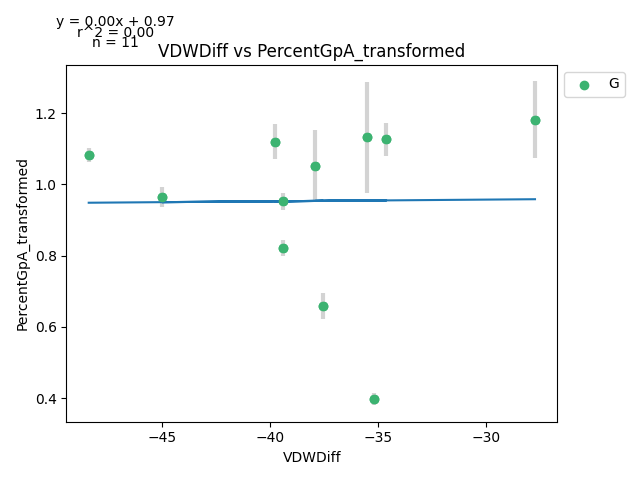 y = 0.00x + 0.97
r^2 = 0.00
n = 11
VDWDiff vs PercentGpA_transformed
G
PercentGpA_transformed
1.2
1.0
0.8
0.6
0.4
−45
−40
−35
−30
VDWDiff